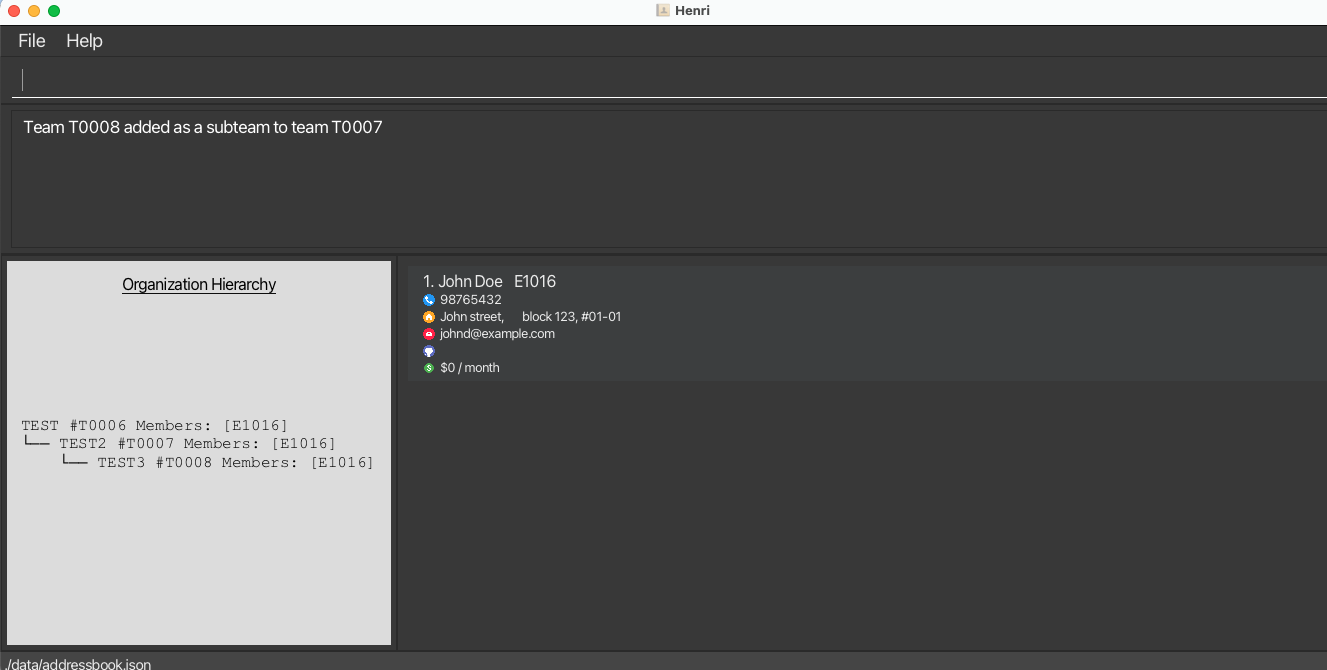 Henri
File Help
Team T0008 added as a subteam to team T0007
Organization Hierarchy
TEST #T0006 Members: [E1016]
└── TEST2 #T0007 Members: [E1016]
└── TEST3 #T0008 Members: [E1016]
1. John Doe E1016
98765432
John street, block 123, #01-01
johnd@example.com
$0 / month
./data/addressbook.json